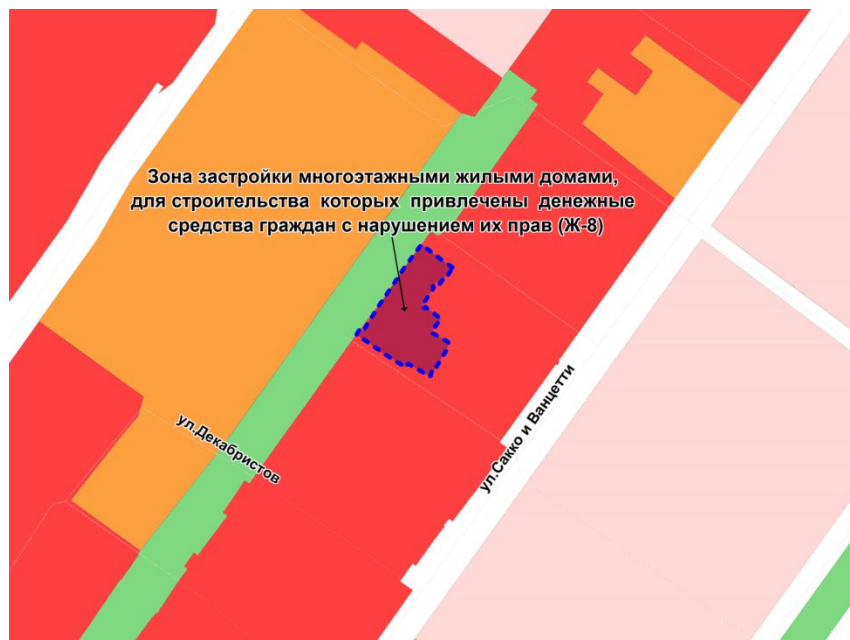 Зона застройки многоэтажными жилыми домами,
для строительства которых привлечены денежные
средства граждан с нарушением их прав (Ж-8)
ул.Декабристов
ул.Сакко и Ванцетти